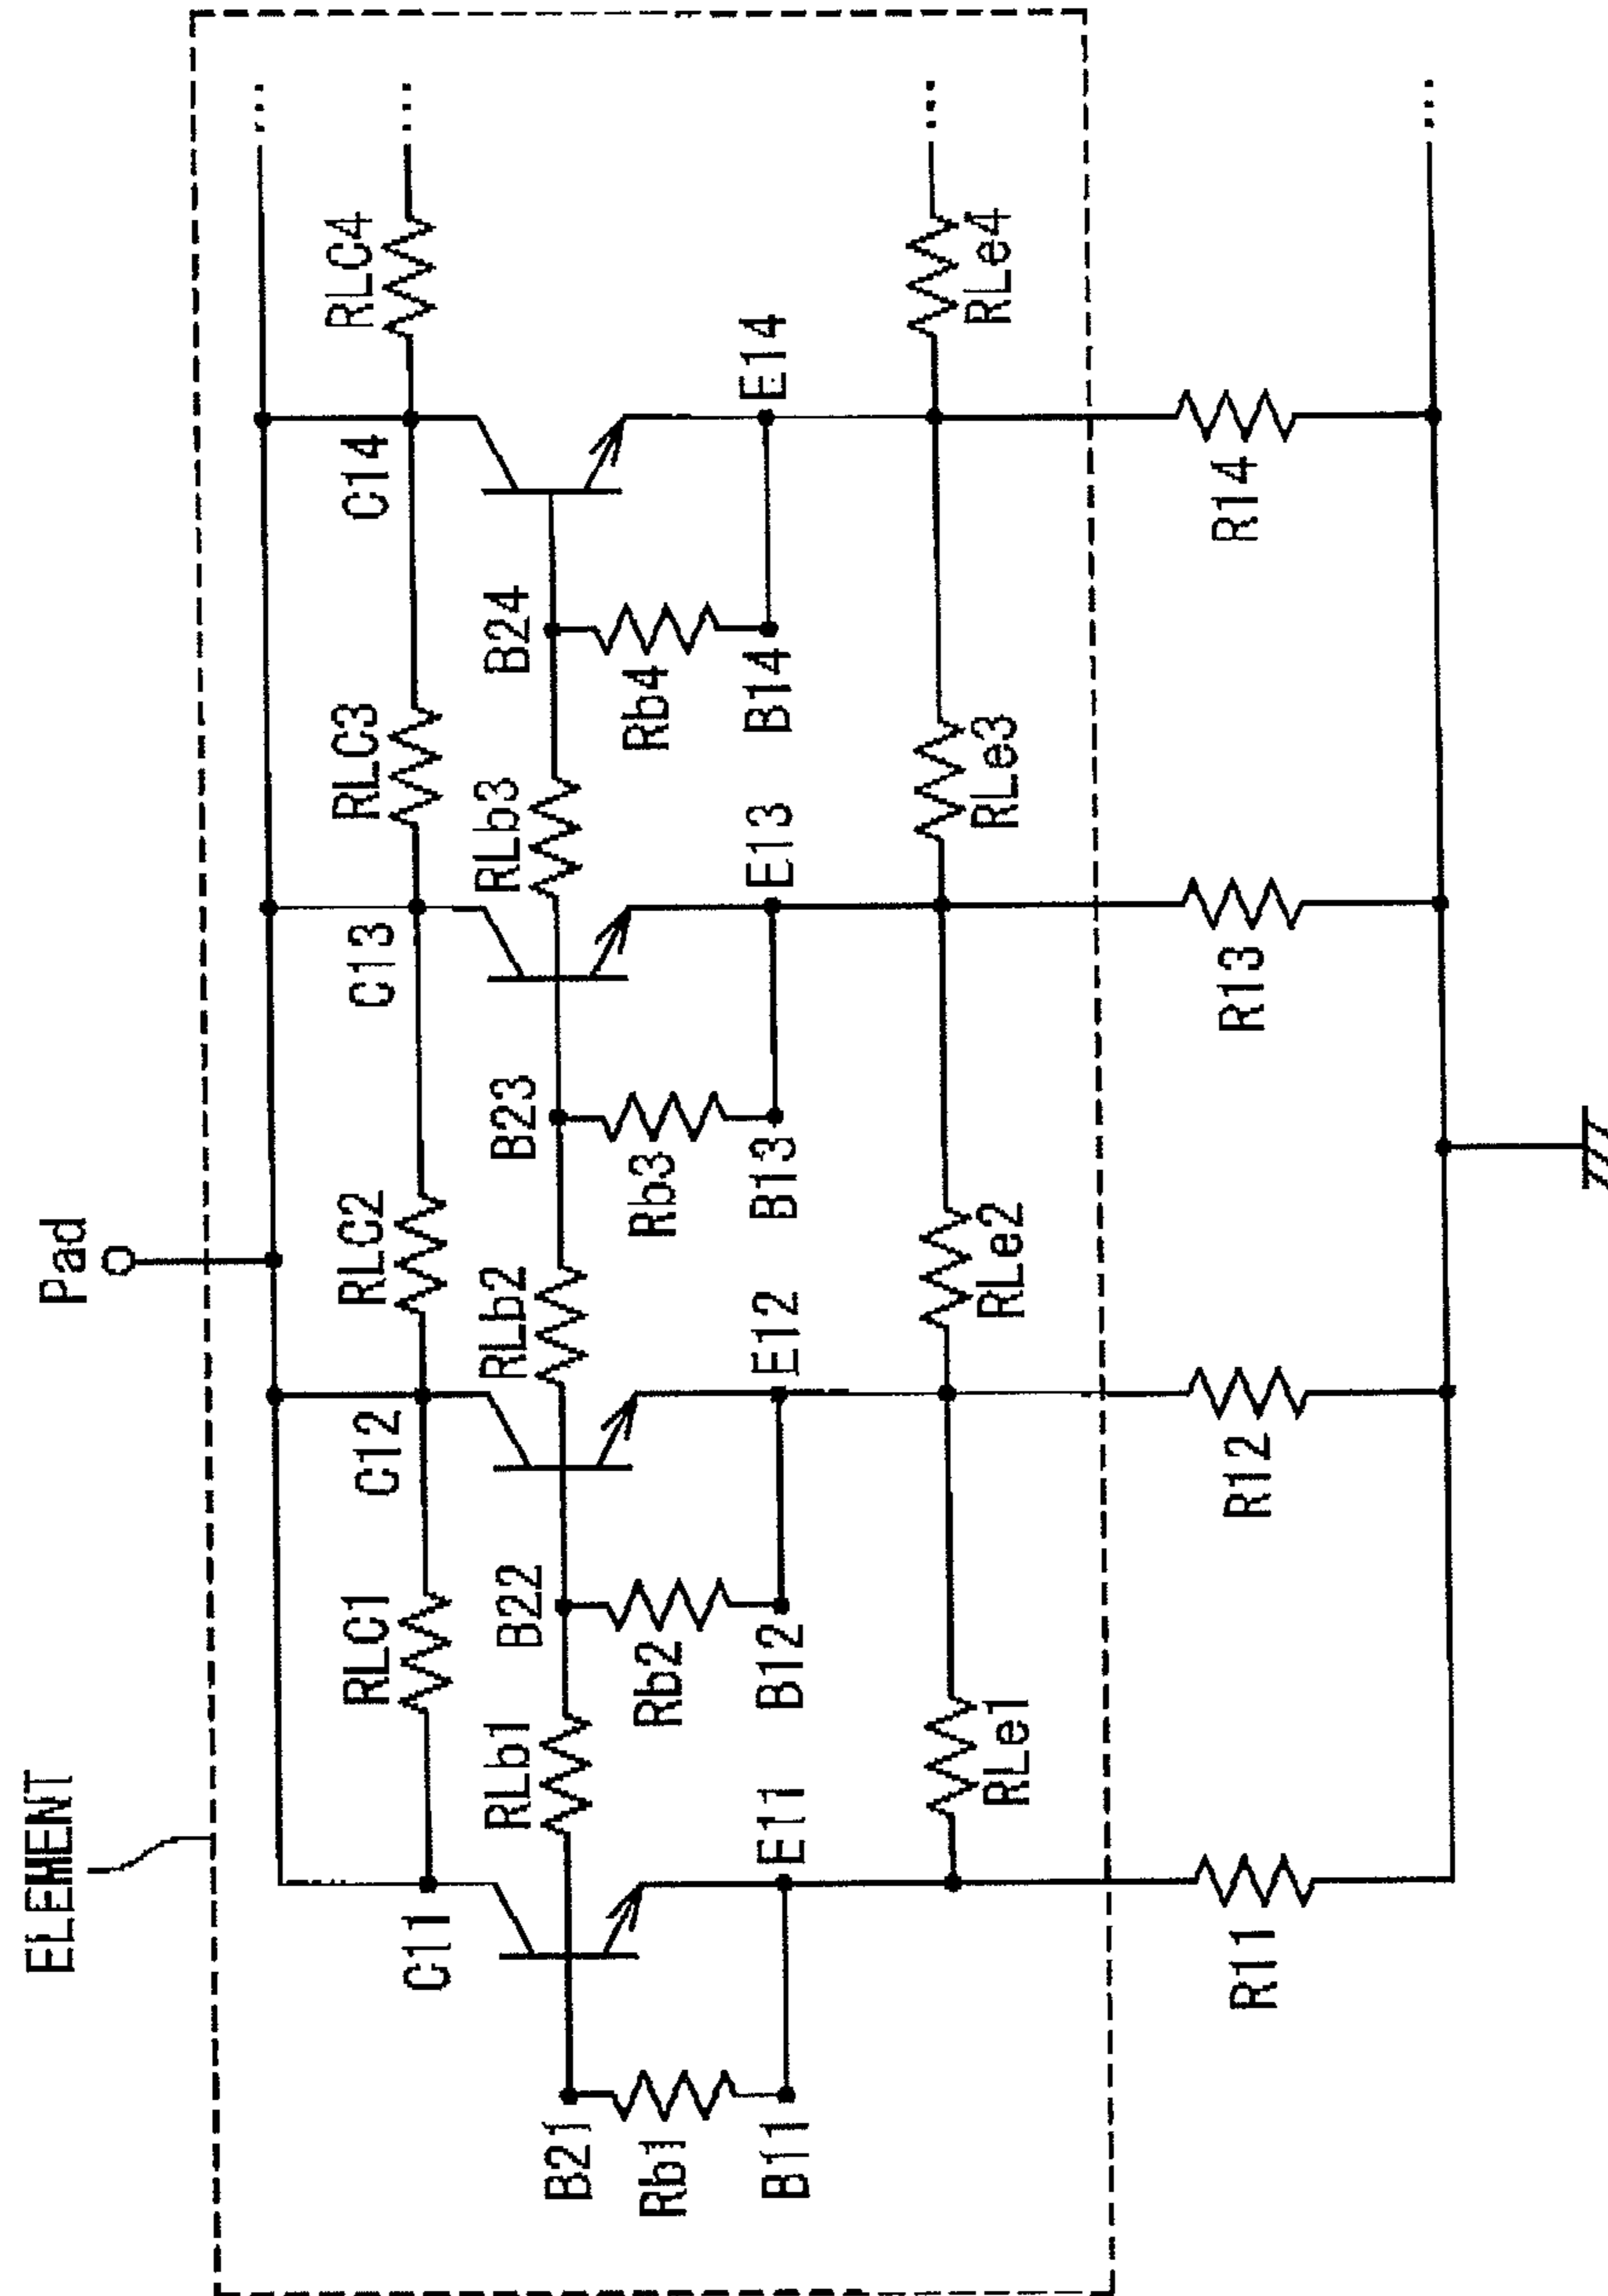 Pad
ELEMENT
C11
RLC1
C12
RLC2
C13
RLC3
C14
RLC4
...
...
B21
RLb1
B22
RLb2
B23
RLb3
B24
Rb1
Rb2
Rb3
Rb4
B11
E11
B12
E12
B13
E13
B14
E14
RLe1
RLe2
RLe3
RLe4
...
R11
R12
R13
R14
...